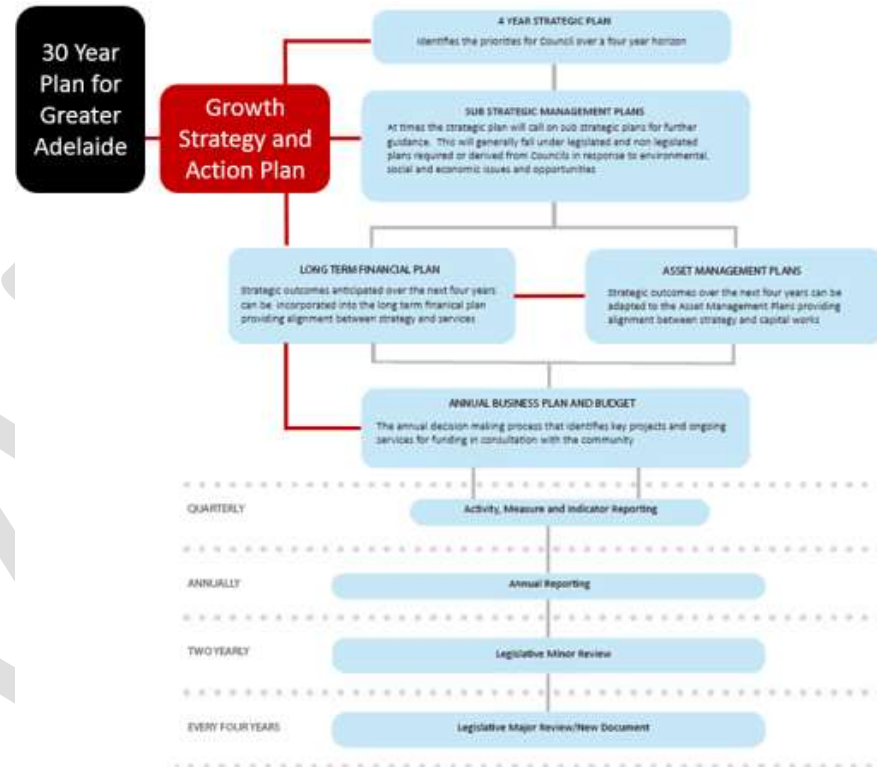 30 Year
Plan for
Greater
Adelaide
Growth
Strategy and
Action Plan
4 YEAR STRATEGIC PLAN
Identifies the priorities for Council over a four year horizon
SUB STRATEGIC MANAGEMENT PLANS
At times the strategic plan will call on sub strategic plans for further
guidance. This will generally fall under legislated and non legislated
plans required or derived from Councils in response to environmental,
social and economic issues and opportunities
LONG TERM FINANCIAL PLAN
Strategic outcomes anticipated over the next four years
can be incorporated into the long term finanical plan
providing alignment between strategy and services
ASSET MANAGEMENT PLANS
Strategic outcomes over the next four years can be
adapted to the Asset Management Plans providing
alignment between strategy and capital works
ANNUAL BUSINESS PLAN AND BUDGET
The annual decision making process that identifies key projects and ongoing
services for funding in consultation with the community
QUARTERLY
Activity, Measure and Indicator Reporting
ANNUALLY
Annual Reporting
TWO YEARLY
Legislative Minor Review
EVERY FOUR YEARS
Legislative Major Review/New Document